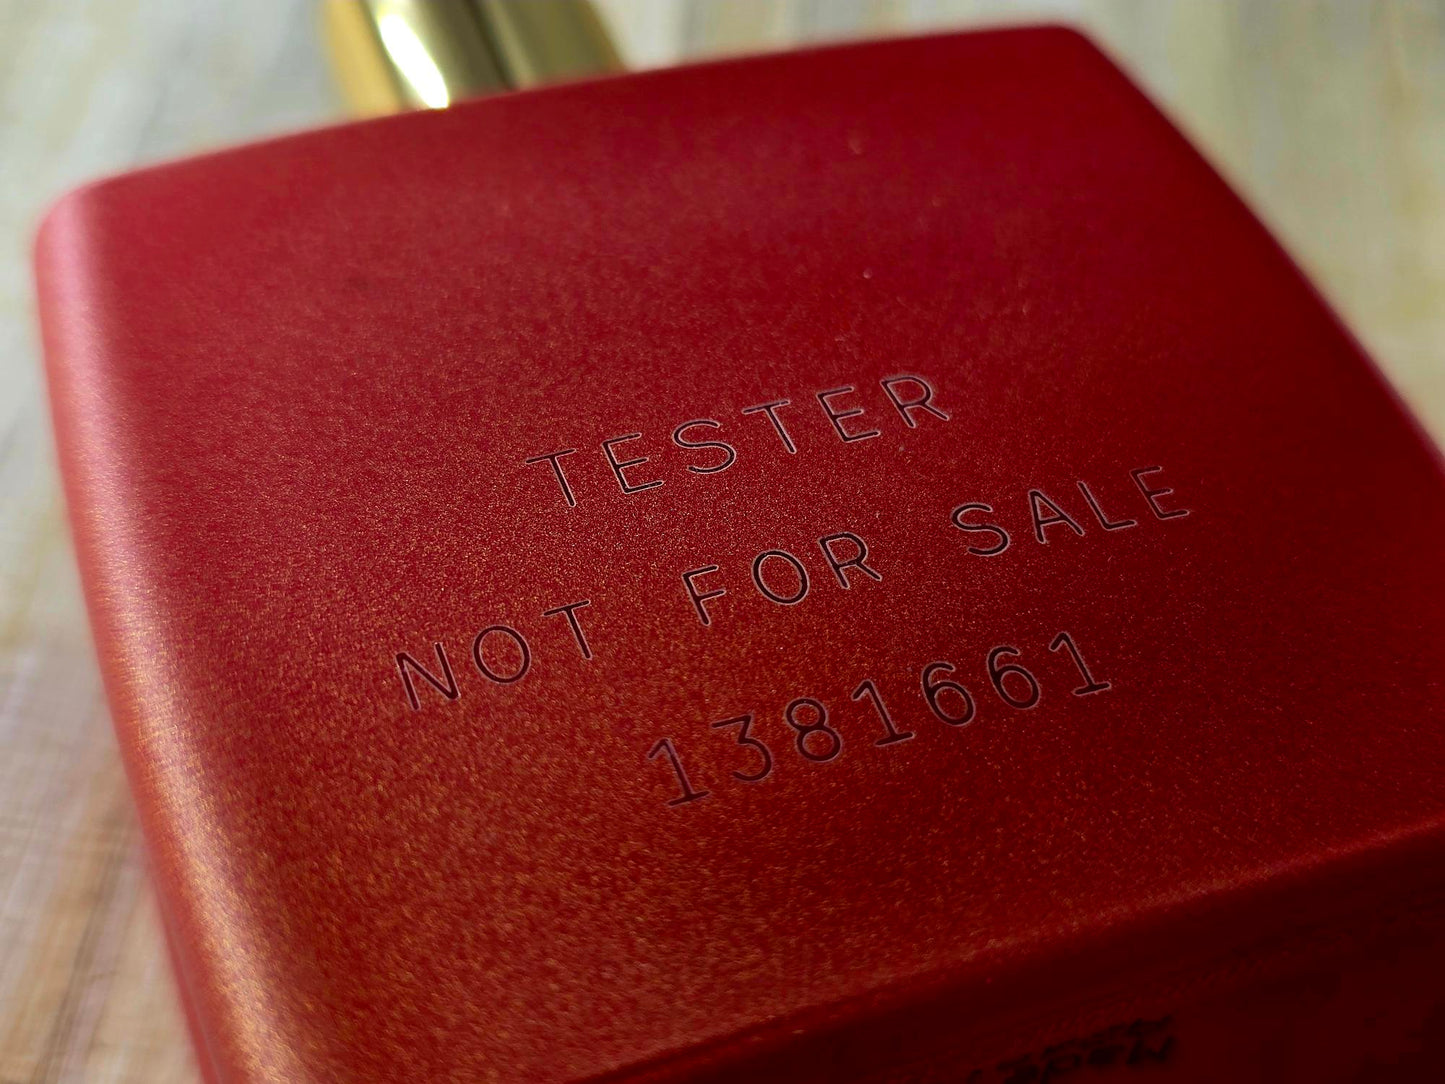 TESTER
NOT FOR SALE
1381661